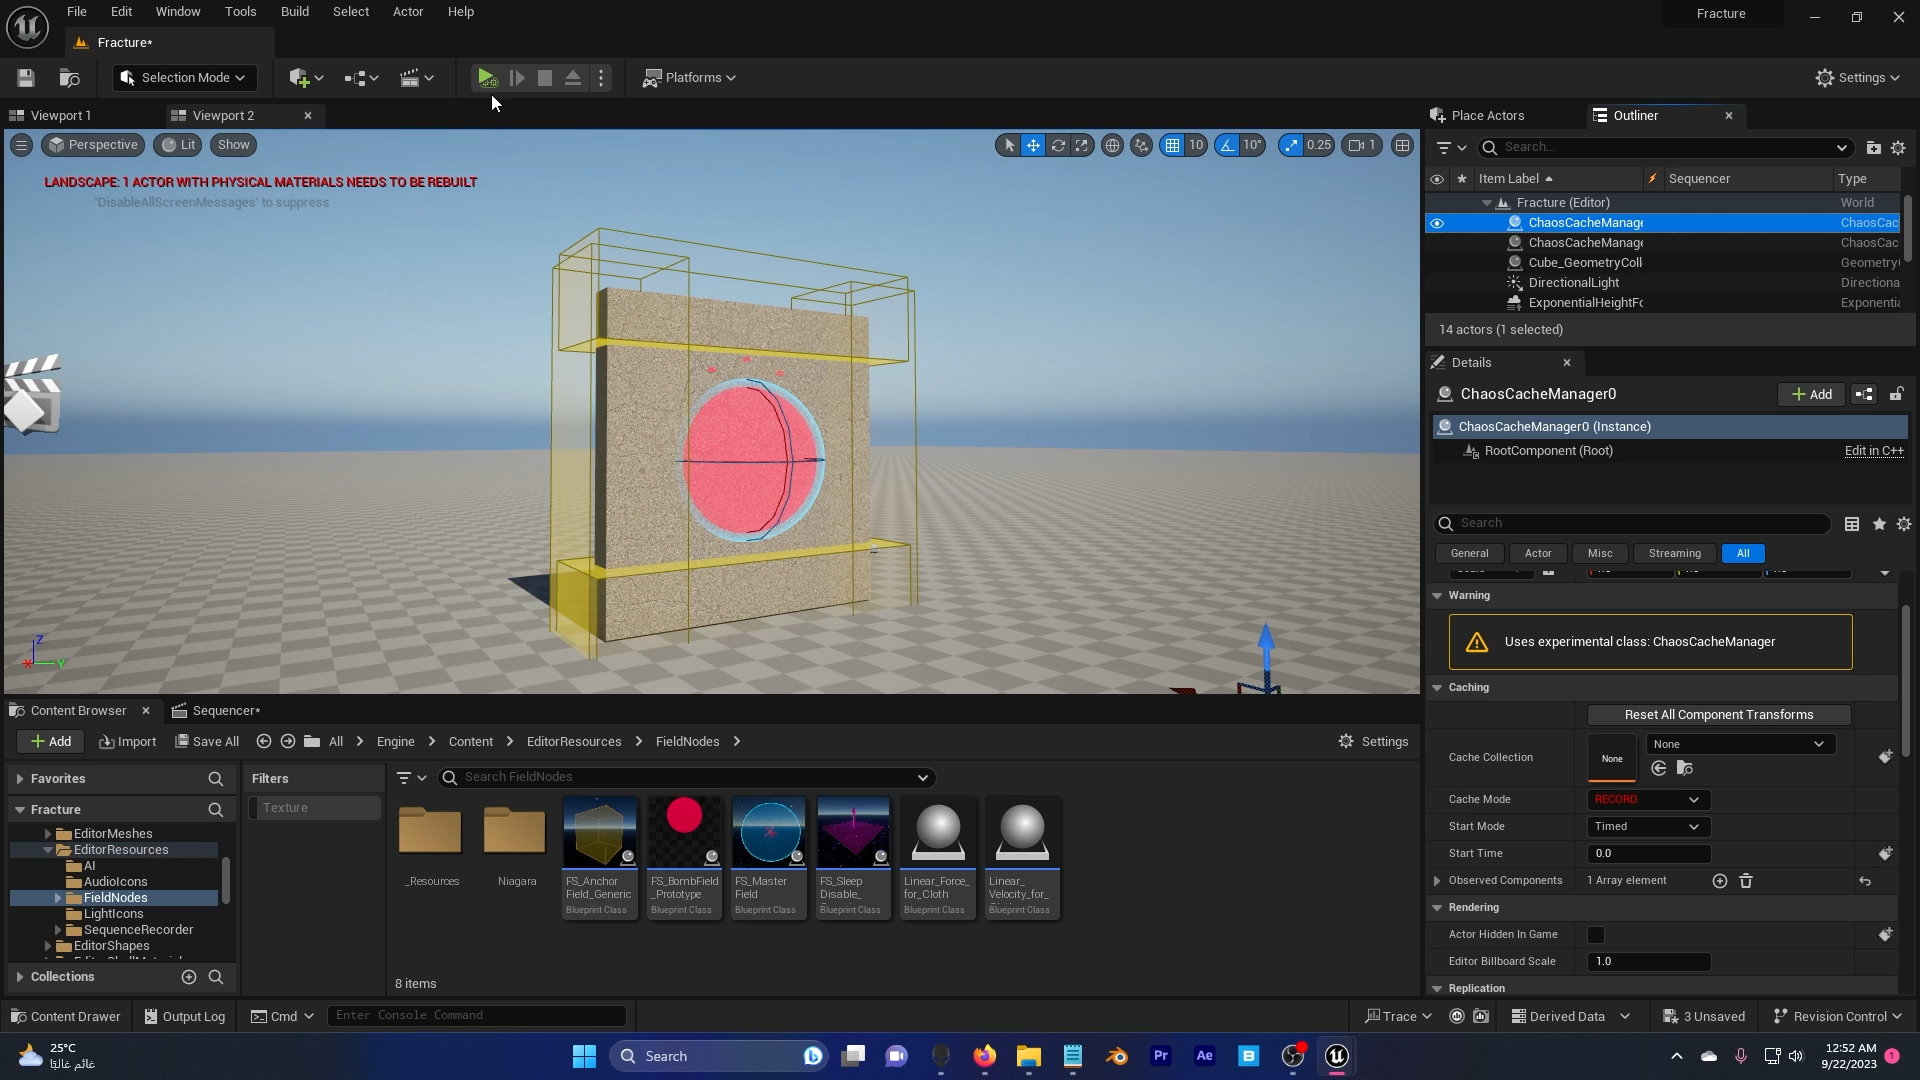 File Edit Window Tools Build Select Actor Help
Fracture
Fracture*
Selection Mode
Platforms
Settings
Viewport 1
Viewport 2
Place Actors
Outliner
Perspective
Lit
Show
10
10°
0.25
1
Search...
LANDSCAPE: 1 ACTOR WITH PHYSICAL MATERIALS NEEDS TO BE REBUILT
'DisableAllScreenMessages' to suppress
Item Label
Sequencer
Type
Fracture (Editor) World
ChaosCacheManage ChaosCac
ChaosCacheManage ChaosCac
Cube_GeometryColl Geometry
DirectionalLight Directiona
ExponentialHeightFo Exponentia
14 actors (1 selected)
Details
ChaosCacheManager0
Add
ChaosCacheManager0 (Instance)
RootComponent (Root)
Edit in C++
Search
General
Actor
Misc
Streaming
All
Warning
Uses experimental class: ChaosCacheManager
Caching
Reset All Component Transforms
Cache Collection
None
None
Cache Mode
RECORD
Start Mode
Timed
Start Time
0.0
Observed Components
1 Array element
Rendering
Actor Hidden In Game
Editor Billboard Scale
1.0
Replication
Z
X
Y
Content Browser
Sequencer*
Add
Import
Save All
All
Engine
Content
EditorResources
FieldNodes
Settings
Favorites
Filters
Search FieldNodes
Fracture
Texture
EditorMeshes
EditorResources
AI
AudioIcons
FieldNodes
LightIcons
SequenceRecorder
EditorShapes
Collections
_Resources
Niagara
FS_Anchor
Field_Generic
Blueprint Class
FS_BombField
_Prototype
Blueprint Class
FS_Master
Field
Blueprint Class
FS_Sleep
Disable_
Blueprint Class
Linear_Force_
for_Cloth
Blueprint Class
Linear_
Velocity_for_
Blueprint Class
8 items
Content Drawer
Output Log
Cmd
Enter Console Command
Trace
Derived Data
3 Unsaved
Revision Control
25°C
غائم غالبًا
Search
Pr
Ae
B
12:52 AM
9/22/2023
1